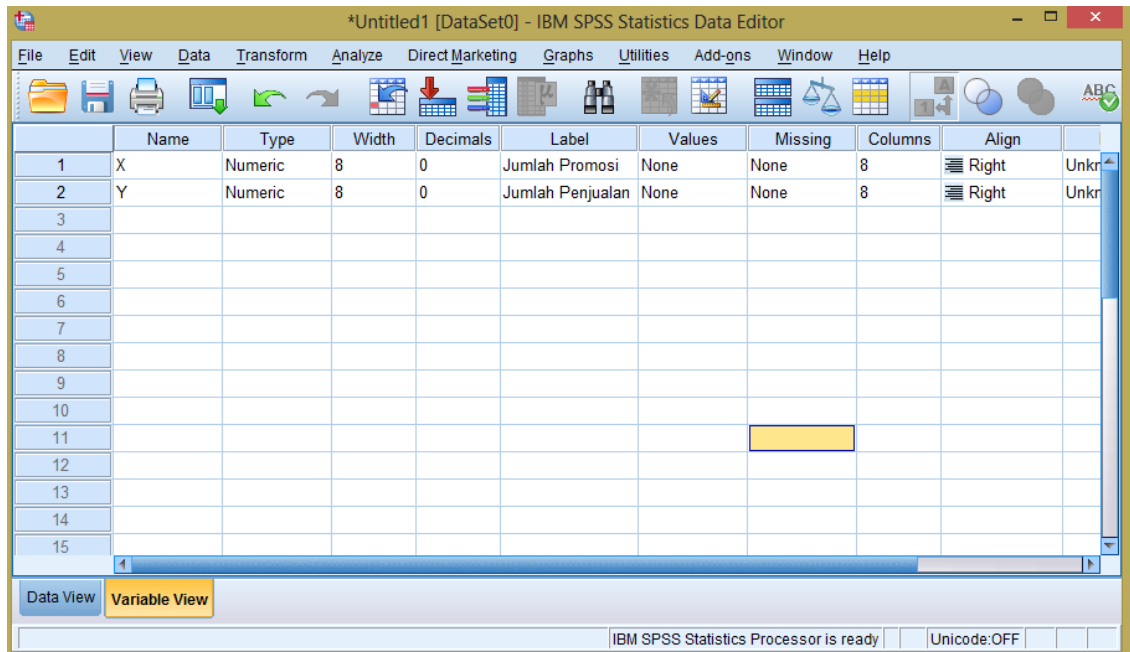 *Untitled1 [DataSet0] - IBM SPSS Statistics Data Editor
File Edit View Data Transform Analyze Direct Marketing Graphs Utilities Add-ons Window Help
ABC
Name Type Width Decimals Label Values Missing Columns Align
1 X Numeric 8 0 Jumlah Promosi None None 8 Right Unkr
2 Y Numeric 8 0 Jumlah Penjualan None None 8 Right Unkr
3
4
5
6
7
8
9
10
11
12
13
14
15
Data View Variable View
IBM SPSS Statistics Processor is ready Unicode:OFF